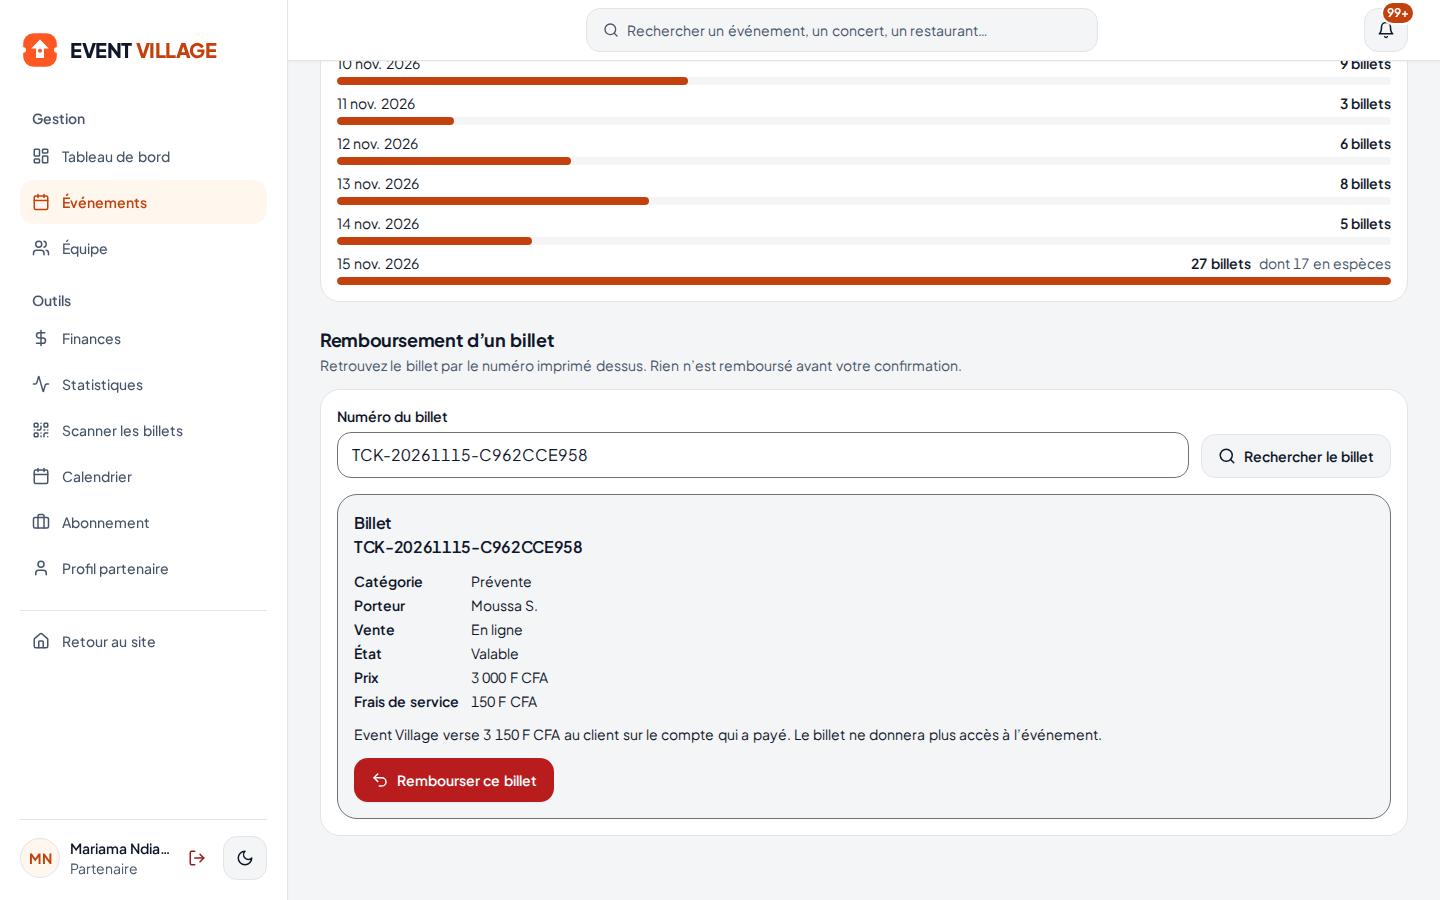 EVENT VILLAGE
Rechercher un événement, un concert, un restaurant…
99+
Gestion
Tableau de bord
Événements
Équipe
Outils
Finances
Statistiques
Scanner les billets
Calendrier
Abonnement
Profil partenaire
Retour au site
MN
Mariama Ndia…
Partenaire
10 nov. 2026 9 billets
11 nov. 2026 3 billets
12 nov. 2026 6 billets
13 nov. 2026 8 billets
14 nov. 2026 5 billets
15 nov. 2026 27 billets dont 17 en espèces
Remboursement d’un billet
Retrouvez le billet par le numéro imprimé dessus. Rien n’est remboursé avant votre confirmation.
Numéro du billet
TCK-20261115-C962CCE958
Rechercher le billet
Billet
TCK-20261115-C962CCE958
Catégorie Prévente
Porteur Moussa S.
Vente En ligne
État Valable
Prix 3 000 F CFA
Frais de service 150 F CFA
Event Village verse 3 150 F CFA au client sur le compte qui a payé. Le billet ne donnera plus accès à l’événement.
Rembourser ce billet